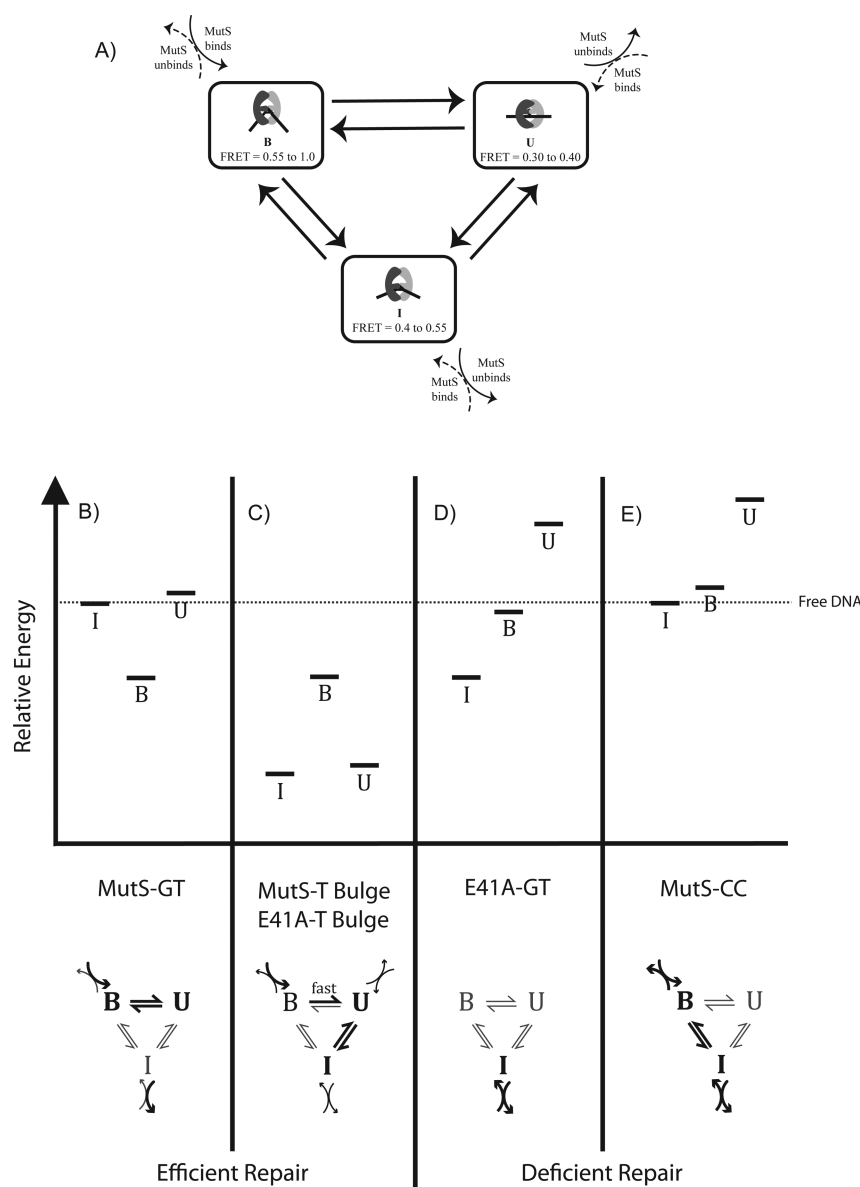 A)
MutS
binds
MutS
unbinds
MutS
unbinds
MutS
binds
B
FRET = 0.55 to 1.0
U
FRET = 0.30 to 0.40
I
FRET = 0.4 to 0.55
MutS
unbinds
MutS
binds
Relative Energy
B)
I
U
B
C)
B
I
U
D)
U
B
I
E)
U
I
B
Free DNA
MutS-GT
MutS-T Bulge
E41A-T Bulge
E41A-GT
MutS-CC
B U
I
B fast U
I
B U
I
B U
I
Efficient Repair
Deficient Repair